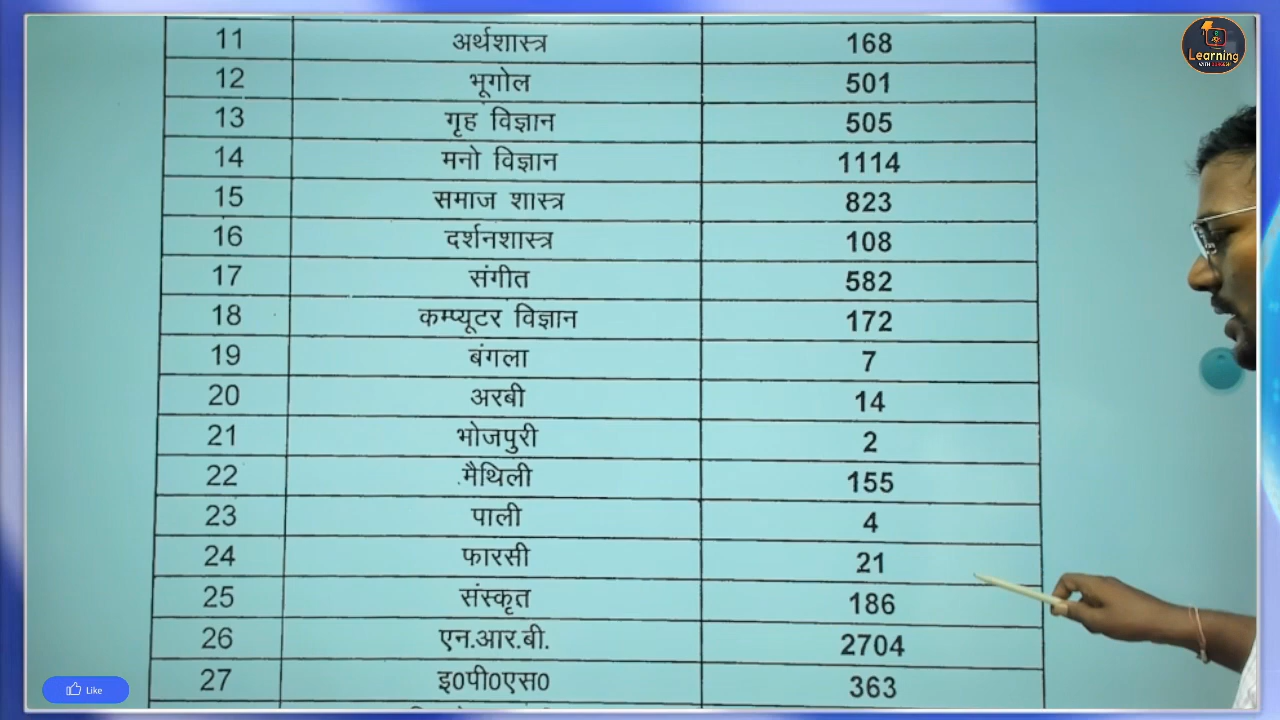 11 अर्थशास्त्र 168
12 भूगोल 501
13 गृह विज्ञान 505
14 मनो विज्ञान 1114
15 समाज शास्त्र 823
16 दर्शनशास्त्र 108
17 संगीत 582
18 कम्प्यूटर विज्ञान 172
19 बंगला 7
20 अरबी 14
21 भोजपुरी 2
22 मैथिली 155
23 पाली 4
24 फारसी 21
25 संस्कृत 186
26 एन.आर.बी. 2704
27 इ0पी0एस0 363
Learning
Like